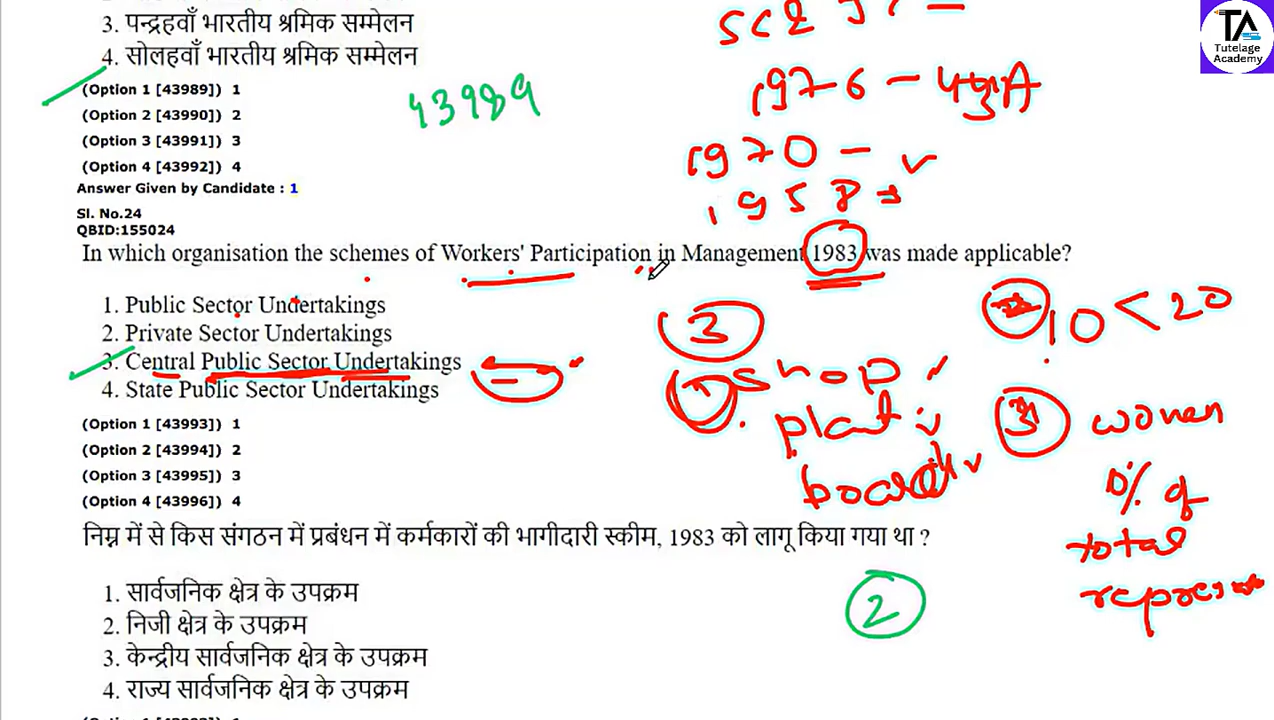 3. पन्द्रहवाँ भारतीय श्रमिक सम्मेलन
4. सोलहवाँ भारतीय श्रमिक सम्मेलन
(Option 1 [43989]) 1
(Option 2 [43990]) 2
(Option 3 [43991]) 3
(Option 4 [43992]) 4
Answer Given by Candidate : 1
43989
1976 -
1970 -
1958
TA
Tutelage
Academy
Sl. No.24
QBID:155024
In which organisation the schemes of Workers' Participation in Management 1983 was made applicable?
1. Public Sector Undertakings
2. Private Sector Undertakings
3. Central Public Sector Undertakings
4. State Public Sector Undertakings
(Option 1 [43993]) 1
(Option 2 [43994]) 2
(Option 3 [43995]) 3
(Option 4 [43996]) 4
3
shop
plant
board
10 < 20
3 women
10% of
total
repres
निम्न में से किस संगठन में प्रबंधन में कर्मकारों की भागीदारी स्कीम, 1983 को लागू किया गया था ?
1. सार्वजनिक क्षेत्र के उपक्रम
2. निजी क्षेत्र के उपक्रम
3. केन्द्रीय सार्वजनिक क्षेत्र के उपक्रम
4. राज्य सार्वजनिक क्षेत्र के उपक्रम
2